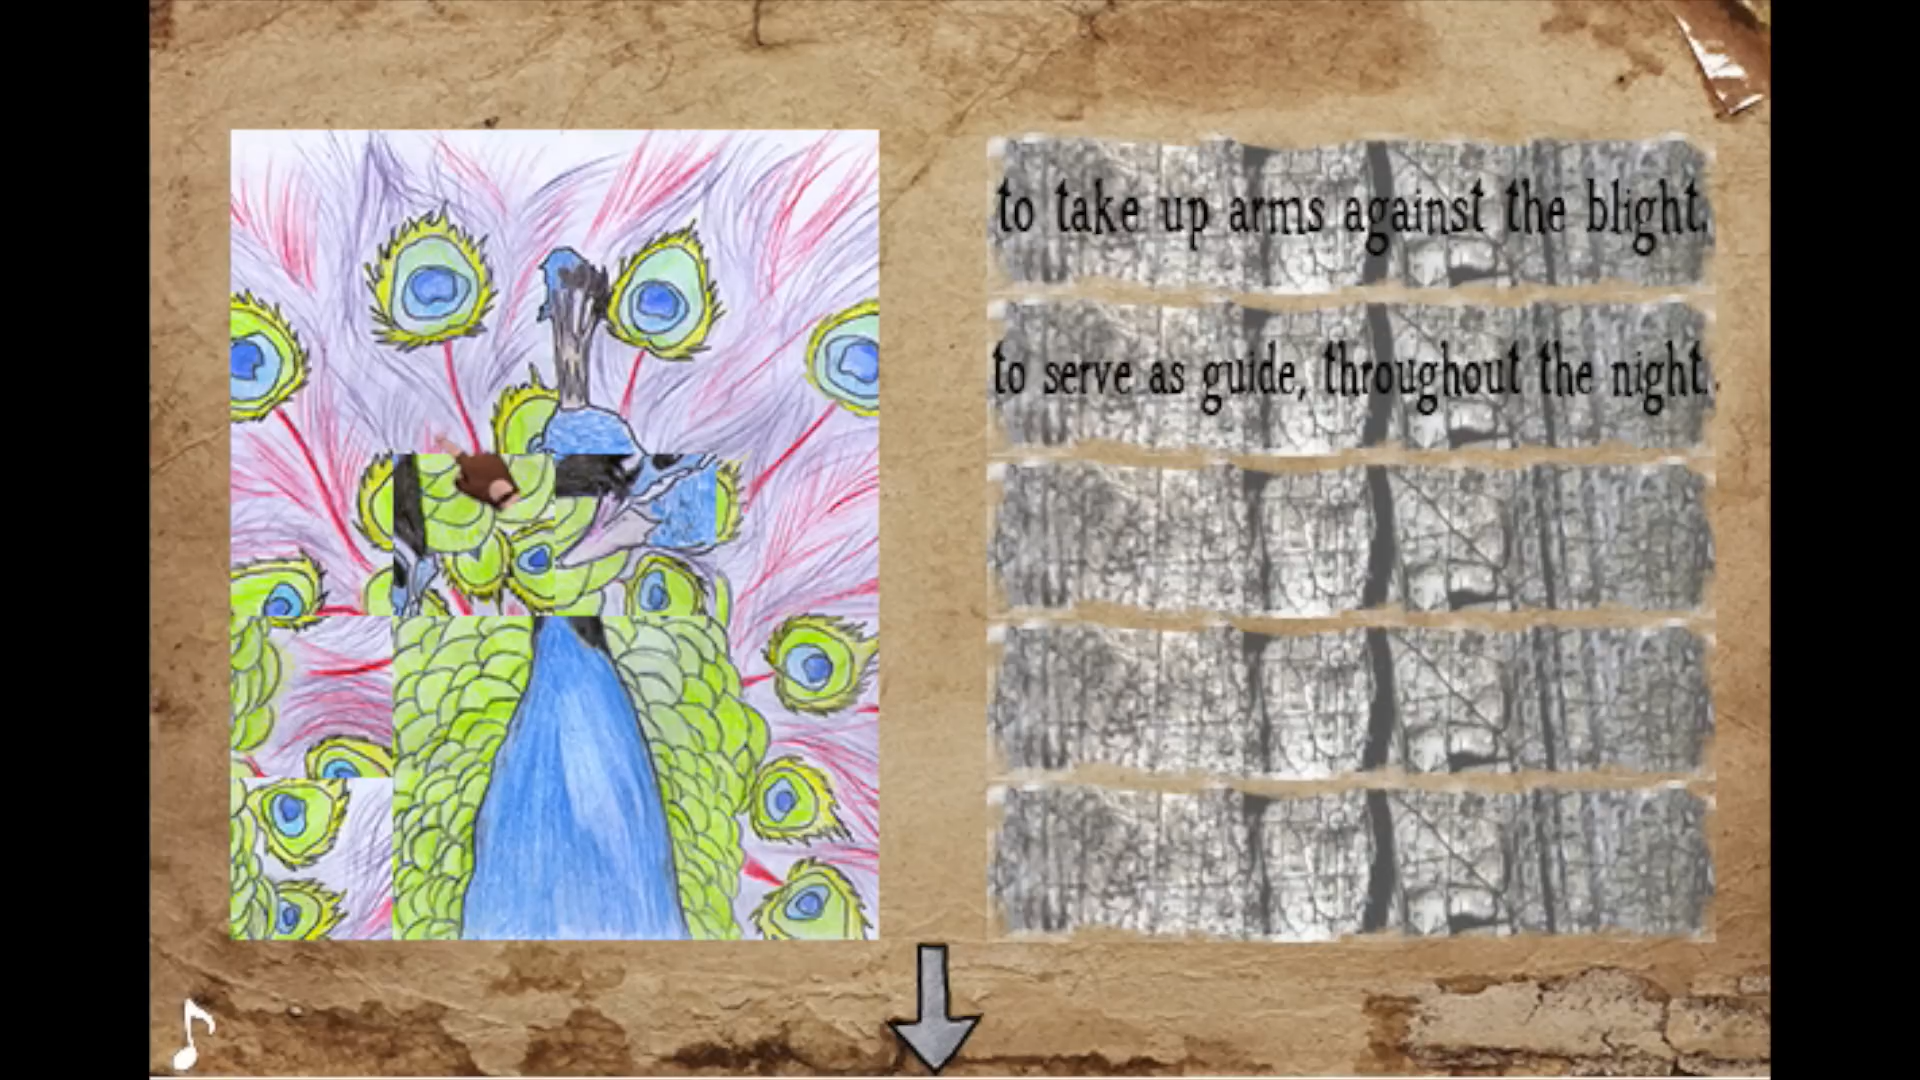 to take up arms against the blight.
to serve as guide, throughout the night.